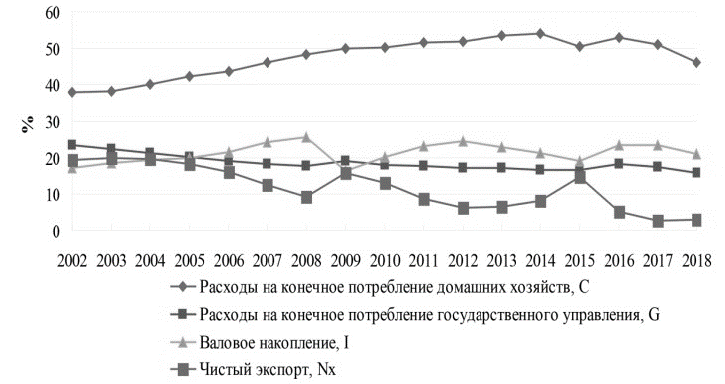 60
50
40
30
20
10
0
%
2002 2003 2004 2005 2006 2007 2008 2009 2010 2011 2012 2013 2014 2015 2016 2017 2018
Расходы на конечное потребление домашних хозяйств, C
Расходы на конечное потребление государственного управления, G
Валовое накопление, I
Чистый экспорт, Nx